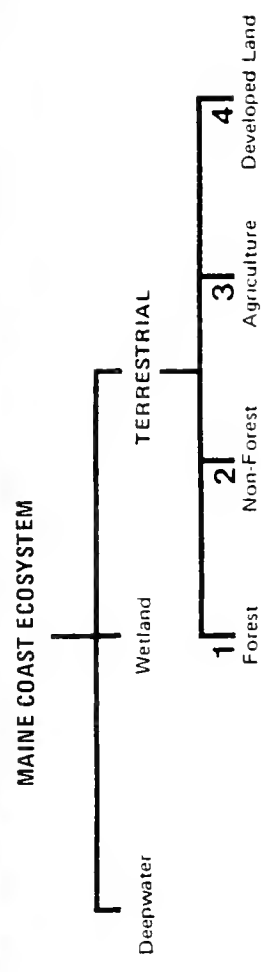 MAINE COAST ECOSYSTEM
Deepwater Wetland TERRESTRIAL
1 2 3 4
Forest Non-Forest Agriculture Developed Land